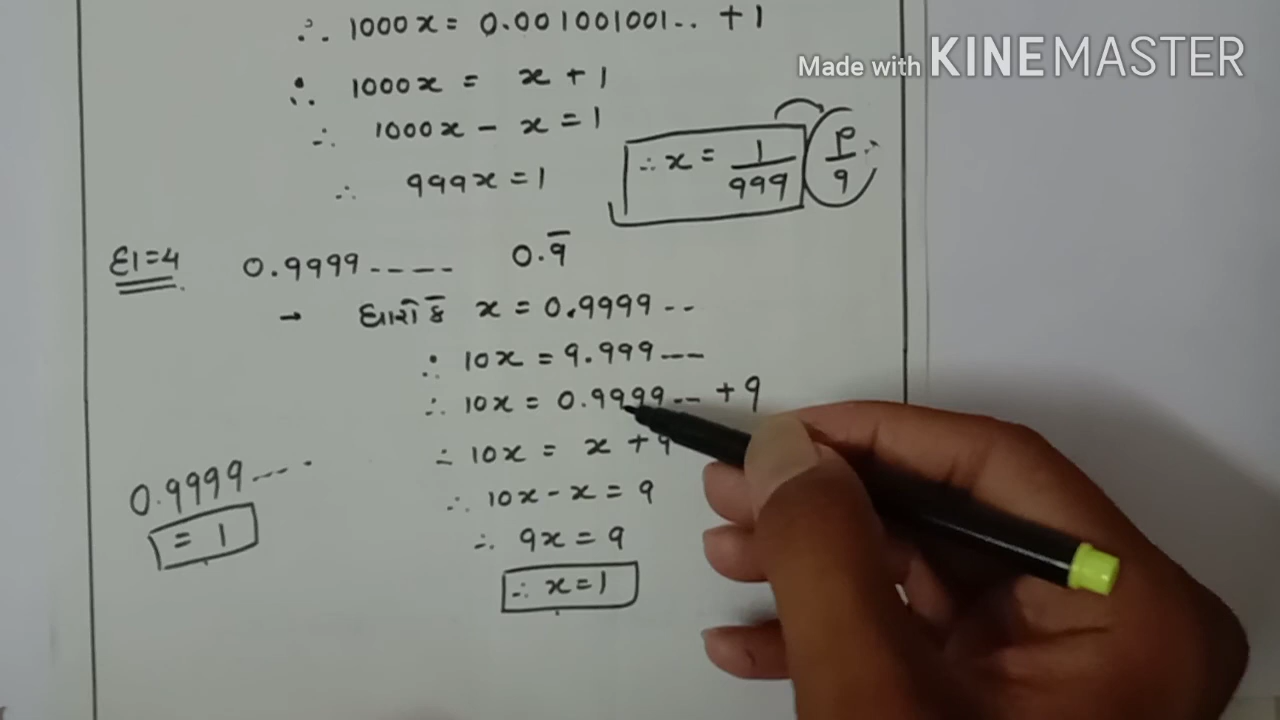 ∴ 1000x = 0.001001001.. + 1
Made with KINEMASTER
∴ 1000x = x + 1
∴ 1000x - x = 1
∴ 999x = 1
∴ x = 1/999
p/q
દા=4 0.9999----- 0.9̅
→ ધારો કે x = 0.9999--
∴ 10x = 9.999---
∴ 10x = 0.9999-- + 9
∴ 10x = x + 9
∴ 10x - x = 9
∴ 9x = 9
∴ x = 1
0.9999---.
= 1